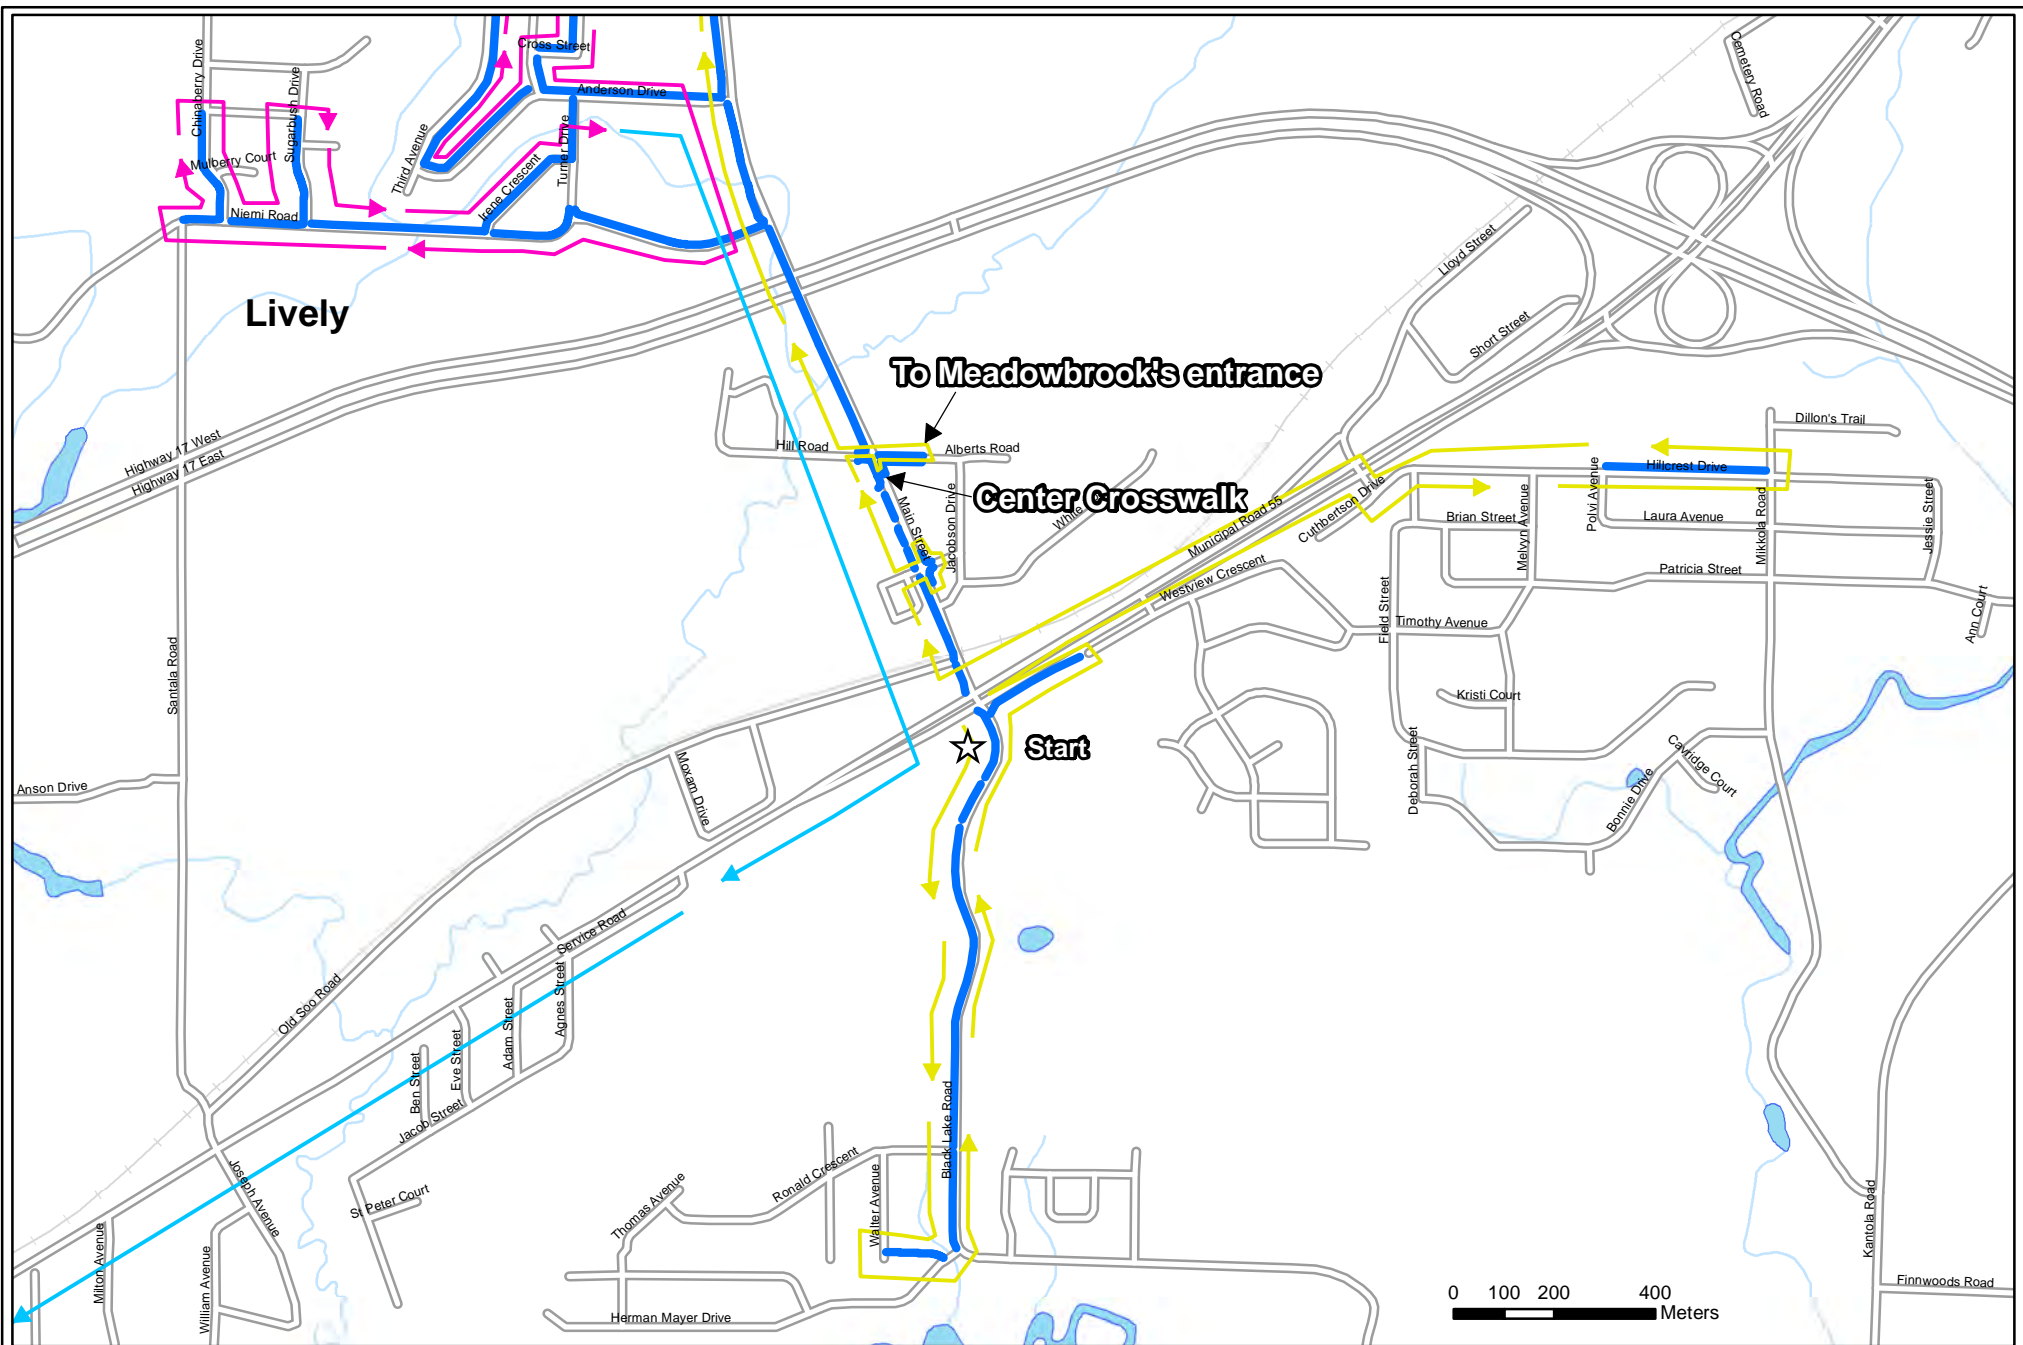 Cross Street
Chinaberry Drive
Sugarbush Drive
Anderson Drive
Cemetery Road
Third Avenue
Turner Drive
Mulberry Court
Irene Crescent
Niemi Road
Lloyd Street
Lively
Short Street
To Meadowbrook's entrance
Highway 17 West
Highway 17 East
Hill Road
Alberts Road
Dillon's Trail
Hillcrest Drive
Center Crosswalk
Main Street
Jacobson Drive
White
Municipal Road 55
Cuthbertson Drive
Brian Street
Melvyn Avenue
Polvi Avenue
Laura Avenue
Mikkola Road
Jessie Street
Westview Crescent
Patricia Street
Field Street
Timothy Avenue
Ann Court
Santala Road
Kristi Court
Start
Moxam Drive
Anson Drive
Deborah Street
Bonnie Drive
Cavridge Court
Service Road
Old Soo Road
Agnes Street
Adam Street
Eve Street
Ben Street
Jacob Street
Black Lake Road
Joseph Avenue
St Peter Court
Thomas Avenue
Ronald Crescent
Walter Avenue
Milton Avenue
William Avenue
Herman Mayer Drive
Kantola Road
Finnwoods Road
0 100 200 400
Meters